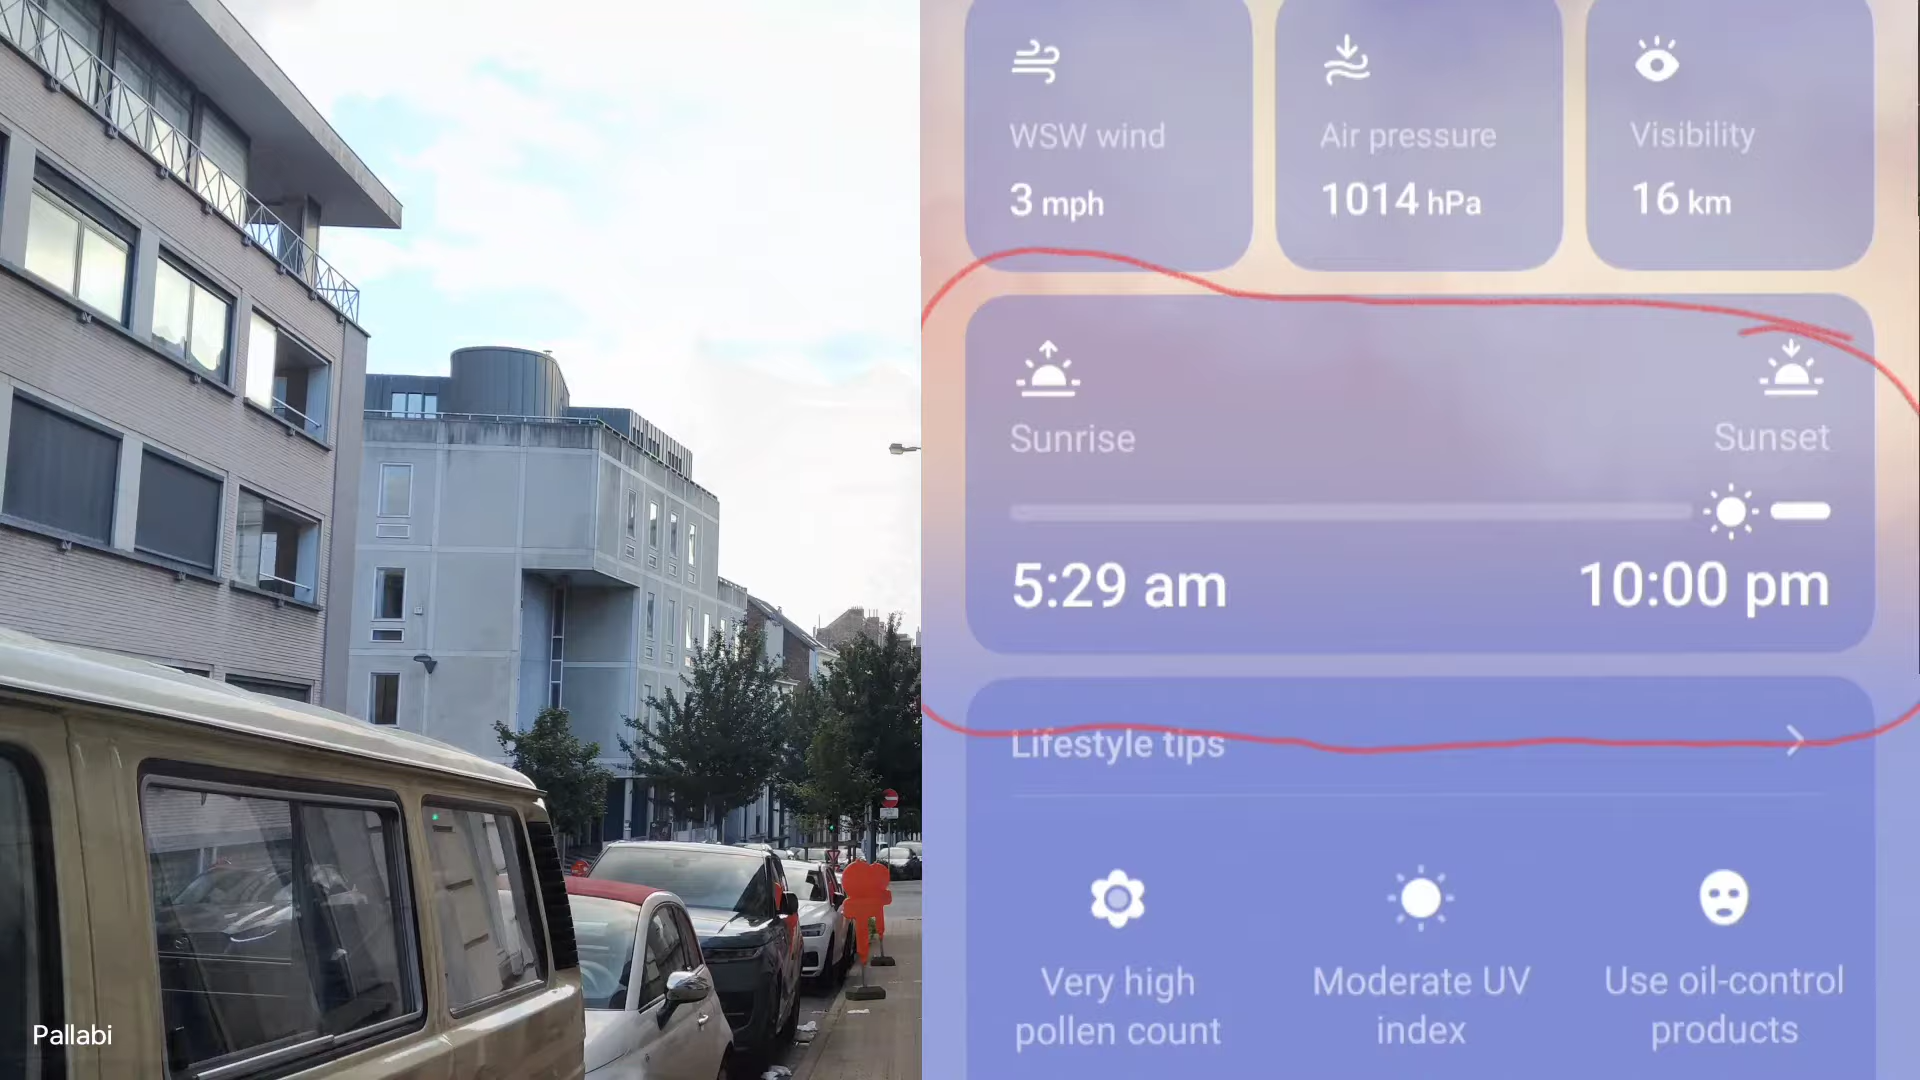 Pallabi
WSW wind
3 mph
Air pressure
1014 hPa
Visibility
16 km
Sunrise
Sunset
5:29 am
10:00 pm
Lifestyle tips
Very high
pollen count
Moderate UV
index
Use oil-control
products